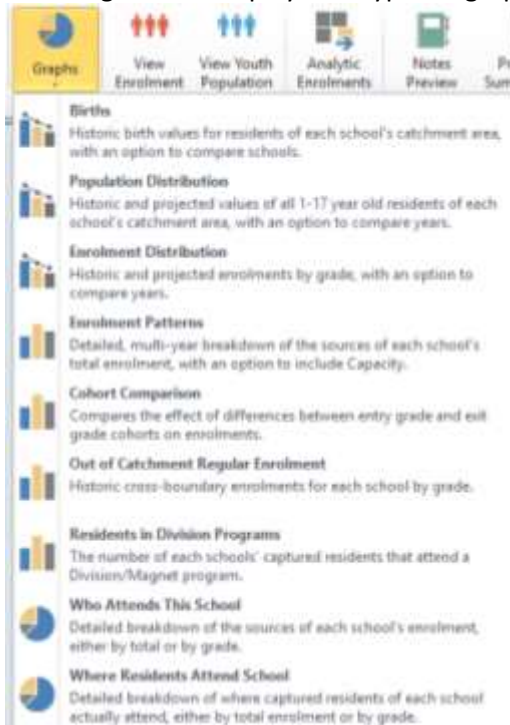 Graphs
View
Enrolment
View Youth
Population
Analytic
Enrolments
Notes
Preview
Births
Historic birth values for residents of each school's catchment area,
with an option to compare schools.
Population Distribution
Historic and projected values of all 1-17 year old residents of each
school's catchment area, with an option to compare years.
Enrolment Distribution
Historic and projected enrolments by grade, with an option to
compare years.
Enrolment Patterns
Detailed, multi-year breakdown of the sources of each school's
total enrolment, with an option to include Capacity.
Cohort Comparison
Compares the effect of differences between entry grade and exit
grade cohorts on enrolments.
Out of Catchment Regular Enrolment
Historic cross-boundary enrolments for each school by grade.
Residents in Division Programs
The number of each schools' captured residents that attend a
Division/Magnet program.
Who Attends This School
Detailed breakdown of the sources of each school's enrolment,
either by total or by grade.
Where Residents Attend School
Detailed breakdown of where captured residents of each school
actually attend, either by total enrolment or by grade.